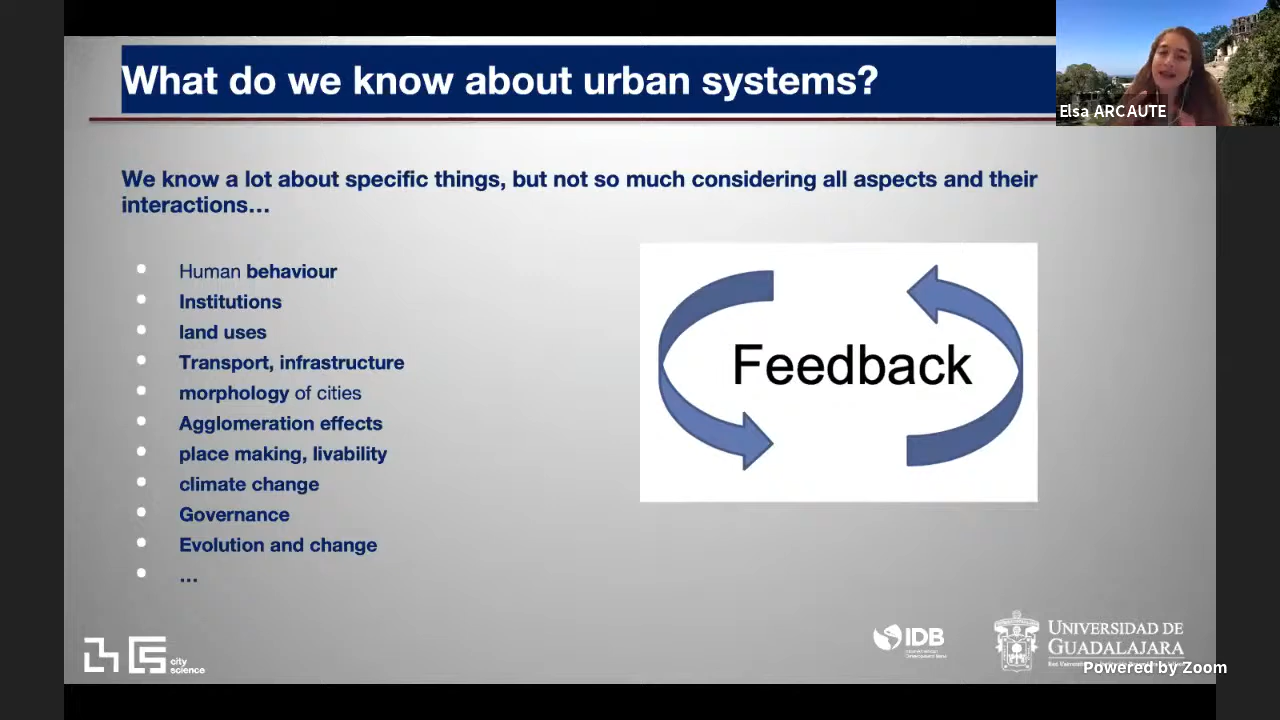 What do we know about urban systems?
Elsa ARCAUTE
We know a lot about specific things, but not so much considering all aspects and their
interactions...
Human behaviour
Institutions
land uses
Transport, infrastructure
morphology of cities
Agglomeration effects
place making, livability
climate change
Governance
Evolution and change
...
Feedback
city
science
IDB
UNIVERSIDAD DE
GUADALAJARA
Powered by Zoom